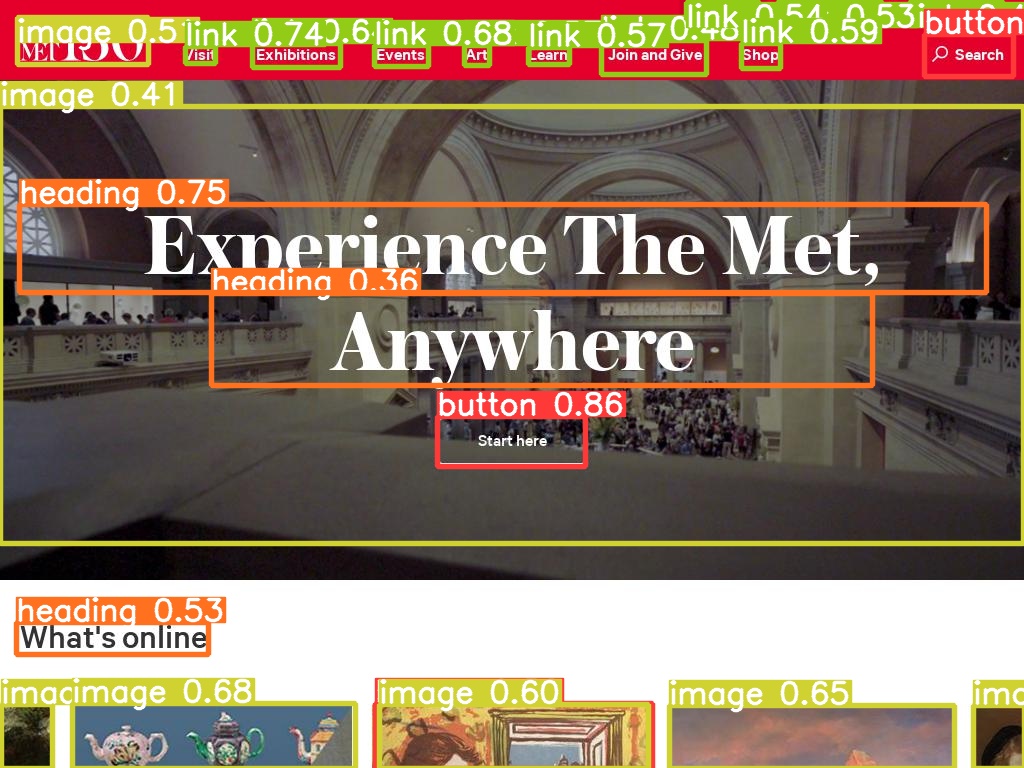 image 0.5
link 0.74
0.6
link 0.68
link 0.57
0.48
link 0.54
0.53
link 0.59
button
MET 150
Visit
Exhibitions
Events
Art
Learn
Join and Give
Shop
Search
image 0.41
heading 0.75
Experience The Met,
heading 0.36
Anywhere
button 0.86
Start here
heading 0.53
What's online
image 0.68
image 0.60
image 0.65